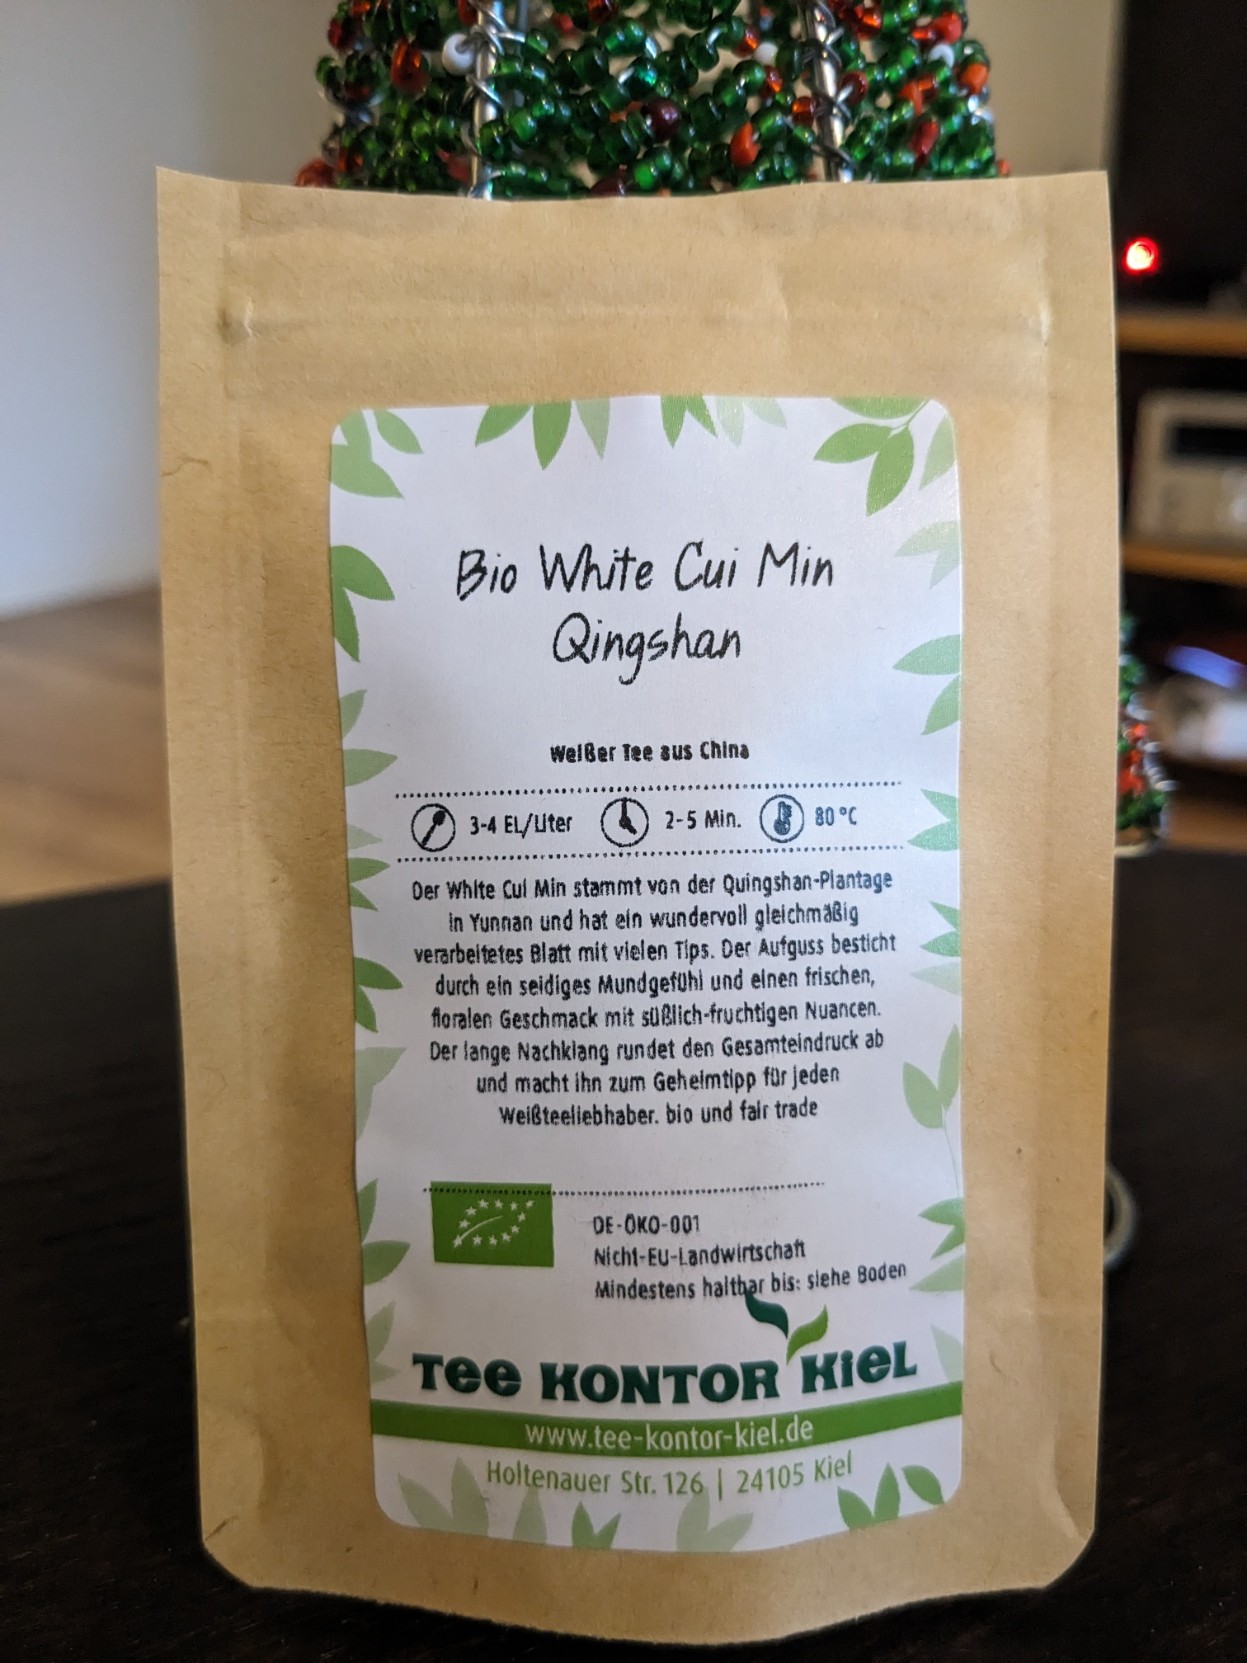 Bio White Cui Min
Qingshan
Weißer Tee aus China
3-4 EL/Liter 2-5 Min. 80 °C
Der White Cui Min stammt von der Quingshan-Plantage
in Yunnan und hat ein wundervoll gleichmäßig
verarbeitetes Blatt mit vielen Tips. Der Aufguss besticht
durch ein seidiges Mundgefühl und einen frischen,
floralen Geschmack mit süßlich-fruchtigen Nuancen.
Der lange Nachklang rundet den Gesamteindruck ab
und macht ihn zum Geheimtipp für jeden
Weißteeliebhaber. bio und fair trade
DE-ÖKO-001
Nicht-EU-Landwirtschaft
Mindestens haltbar bis: siehe Boden
TEE KONTOR KIEL
www.tee-kontor-kiel.de
Holtenauer Str. 126 | 24105 Kiel